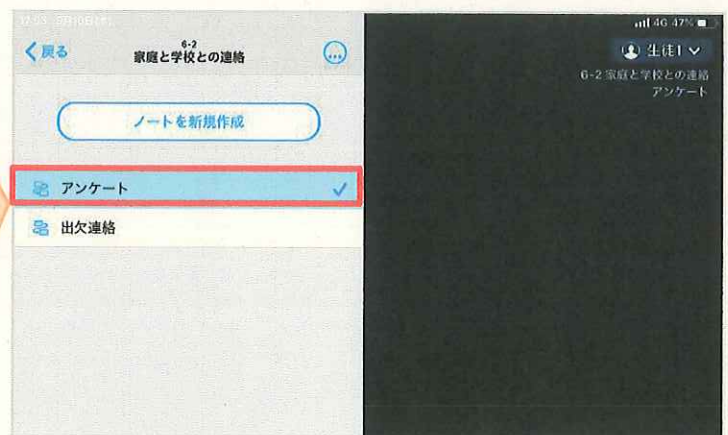 4G 47%
戻る
6-2
家庭と学校との連絡
生徒1
6-2 家庭と学校との連絡
アンケート
ノートを新規作成
アンケート
出欠連絡